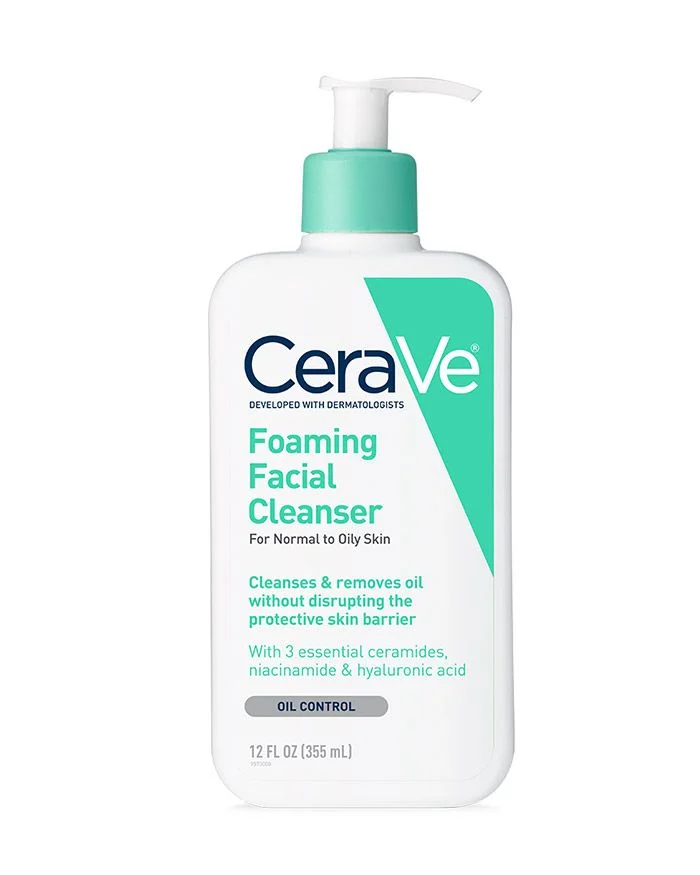 CeraVe®
DEVELOPED WITH DERMATOLOGISTS
Foaming
Facial
Cleanser
For Normal to Oily Skin
Cleanses & removes oil
without disrupting the
protective skin barrier
With 3 essential ceramides,
niacinamide & hyaluronic acid
OIL CONTROL
12 FL OZ (355 mL)